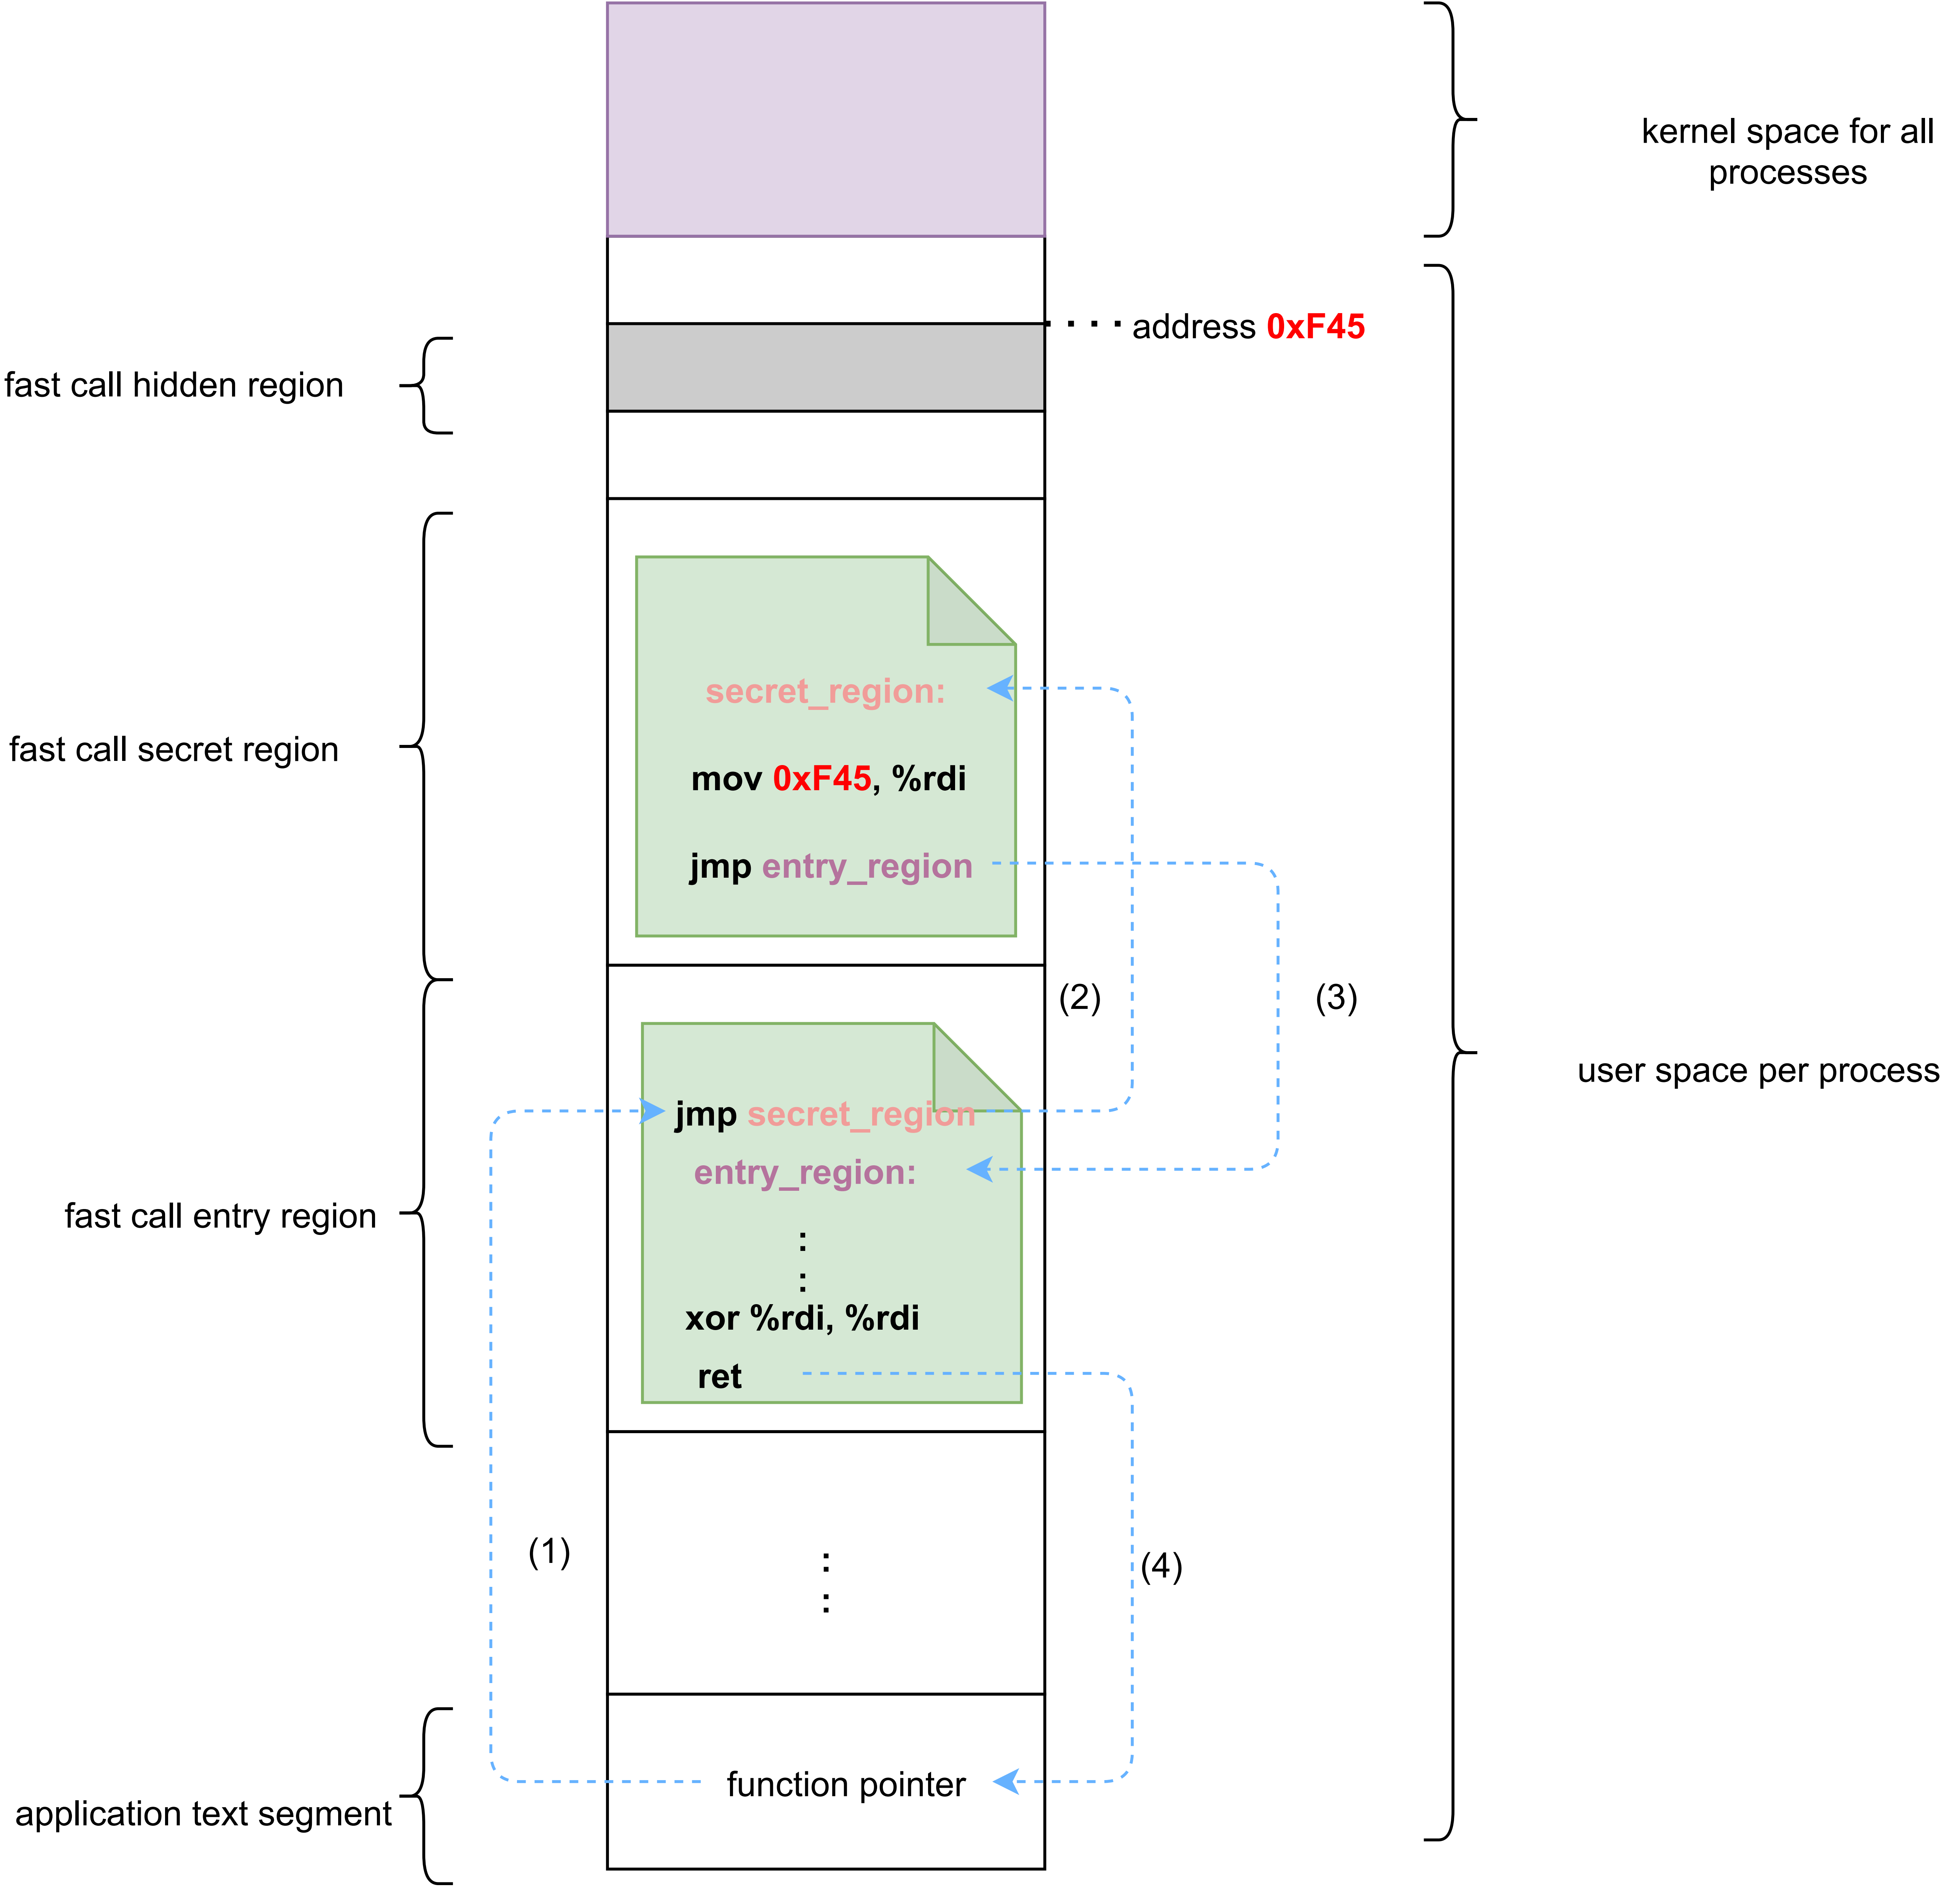 kernel space for all
processes
address 0xF45
fast call hidden region
secret_region:
fast call secret region
mov 0xF45, %rdi
jmp entry_region
(2)
(3)
user space per process
jmp secret_region
entry_region:
fast call entry region
:
:
xor %rdi, %rdi
ret
(1)
(4)
:
:
function pointer
application text segment